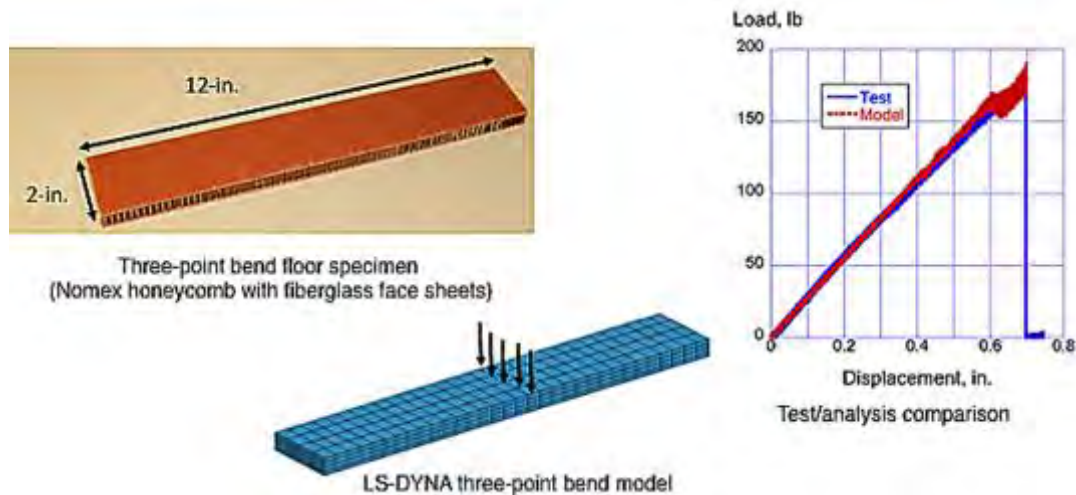 12-in.
2-in.
Three-point bend floor specimen
(Nomex honeycomb with fiberglass face sheets)
LS-DYNA three-point bend model
Load, lb
200
150
100
50
0
Test
Model
0 0.2 0.4 0.6 0.8
Displacement, in.
Test/analysis comparison